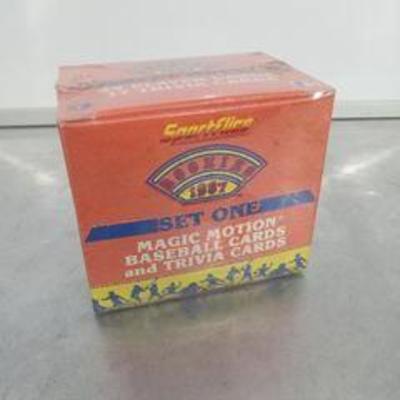 Sportflics
ROOKIES
1987
SET ONE
MAGIC MOTION
BASEBALL CARDS
and TRIVIA CARDS